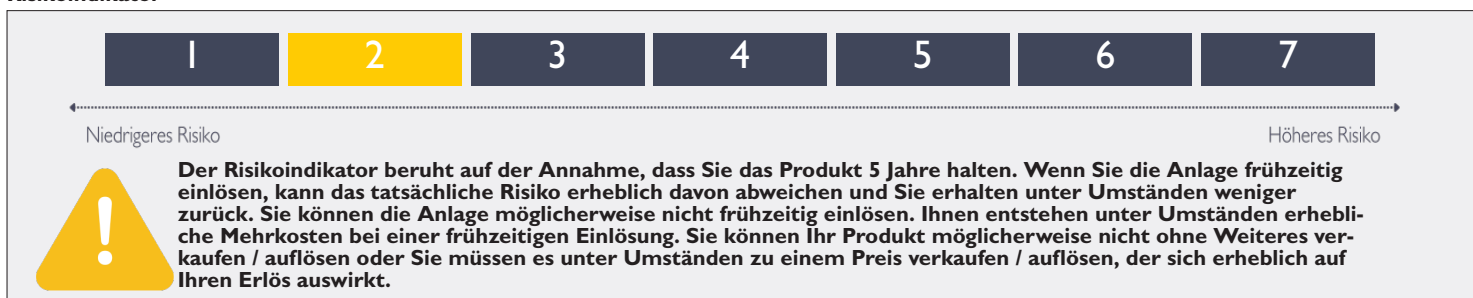 1 2 3 4 5 6 7
Niedrigeres Risiko Höheres Risiko
Der Risikoindikator beruht auf der Annahme, dass Sie das Produkt 5 Jahre halten. Wenn Sie die Anlage frühzeitig
einlösen, kann das tatsächliche Risiko erheblich davon abweichen und Sie erhalten unter Umständen weniger
zurück. Sie können die Anlage möglicherweise nicht frühzeitig einlösen. Ihnen entstehen unter Umständen erhebli-
che Mehrkosten bei einer frühzeitigen Einlösung. Sie können Ihr Produkt möglicherweise nicht ohne Weiteres ver-
kaufen / auflösen oder Sie müssen es unter Umständen zu einem Preis verkaufen / auflösen, der sich erheblich auf
Ihren Erlös auswirkt.